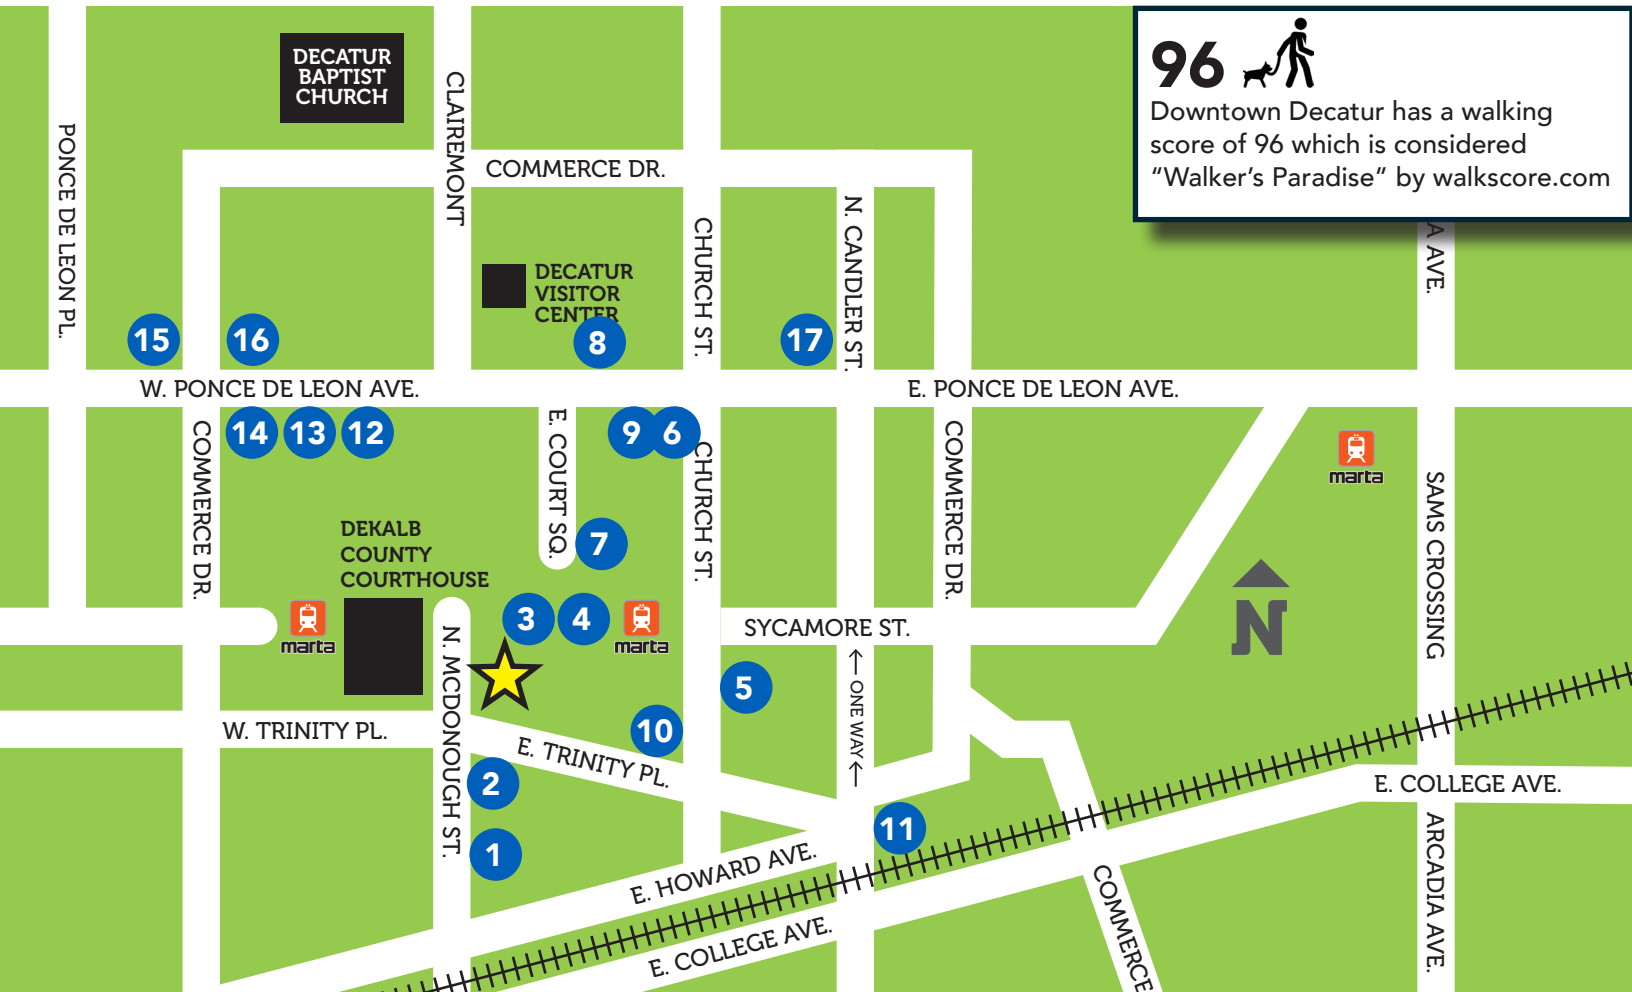 96
Downtown Decatur has a walking
score of 96 which is considered
“Walker’s Paradise” by walkscore.com
DECATUR
BAPTIST
CHURCH
PONCE DE LEON PL.
CLAIREMONT
COMMERCE DR.
CHURCH ST.
N. CANDLER ST.
A AVE.
DECATUR
VISITOR
CENTER
15
16
8
17
W. PONCE DE LEON AVE.
E. PONCE DE LEON AVE.
14
13
12
9
6
COMMERCE DR.
E. COURT SQ.
CHURCH ST.
COMMERCE DR.
marta
SAMS CROSSING
7
DEKALB
COUNTY
COURTHOUSE
marta
3
4
marta
SYCAMORE ST.
N
N. MCDONOUGH ST.
5
ONE WAY
W. TRINITY PL.
10
E. TRINITY PL.
2
E. COLLEGE AVE.
11
1
E. HOWARD AVE.
E. COLLEGE AVE.
COMMERCE
ARCADIA AVE.